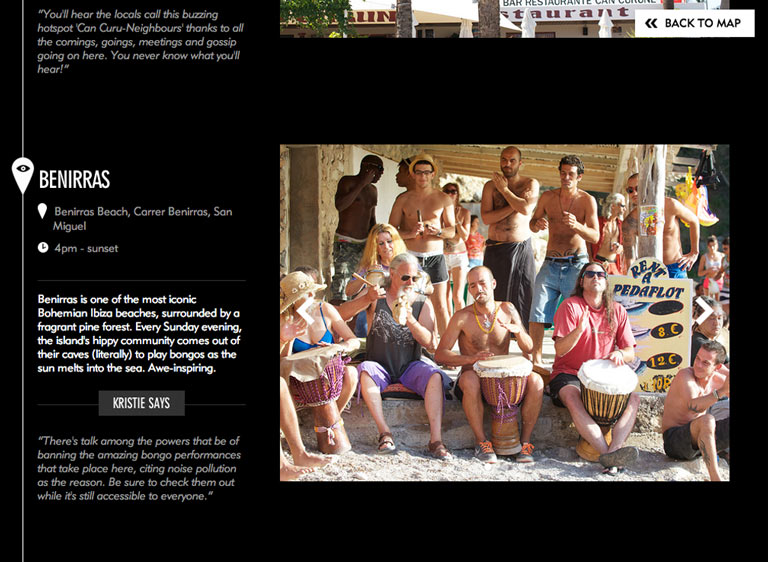 "You'll hear the locals call this buzzing
hotspot 'Can Curu-Neighbours' thanks to all
the comings, goings, meetings and gossip
going on here. You never know what you'll
hear!"
BAR RESTAURANTE CAN CURUNE
staurant
BACK TO MAP
BENIRRAS
Benirras Beach, Carrer Benirras, San
Miguel
4pm - sunset
Benirras is one of the most iconic
Bohemian Ibiza beaches, surrounded by a
fragrant pine forest. Every Sunday evening,
the island's hippy community comes out of
their caves (literally) to play bongos as the
sun melts into the sea. Awe-inspiring.
KRISTIE SAYS
"There's talk among the powers that be of
banning the amazing bongo performances
that take place here, citing noise pollution
as the reason. Be sure to check them out
while it's still accessible to everyone."
RENT
A
PEDAFLOT
8 €
12 €